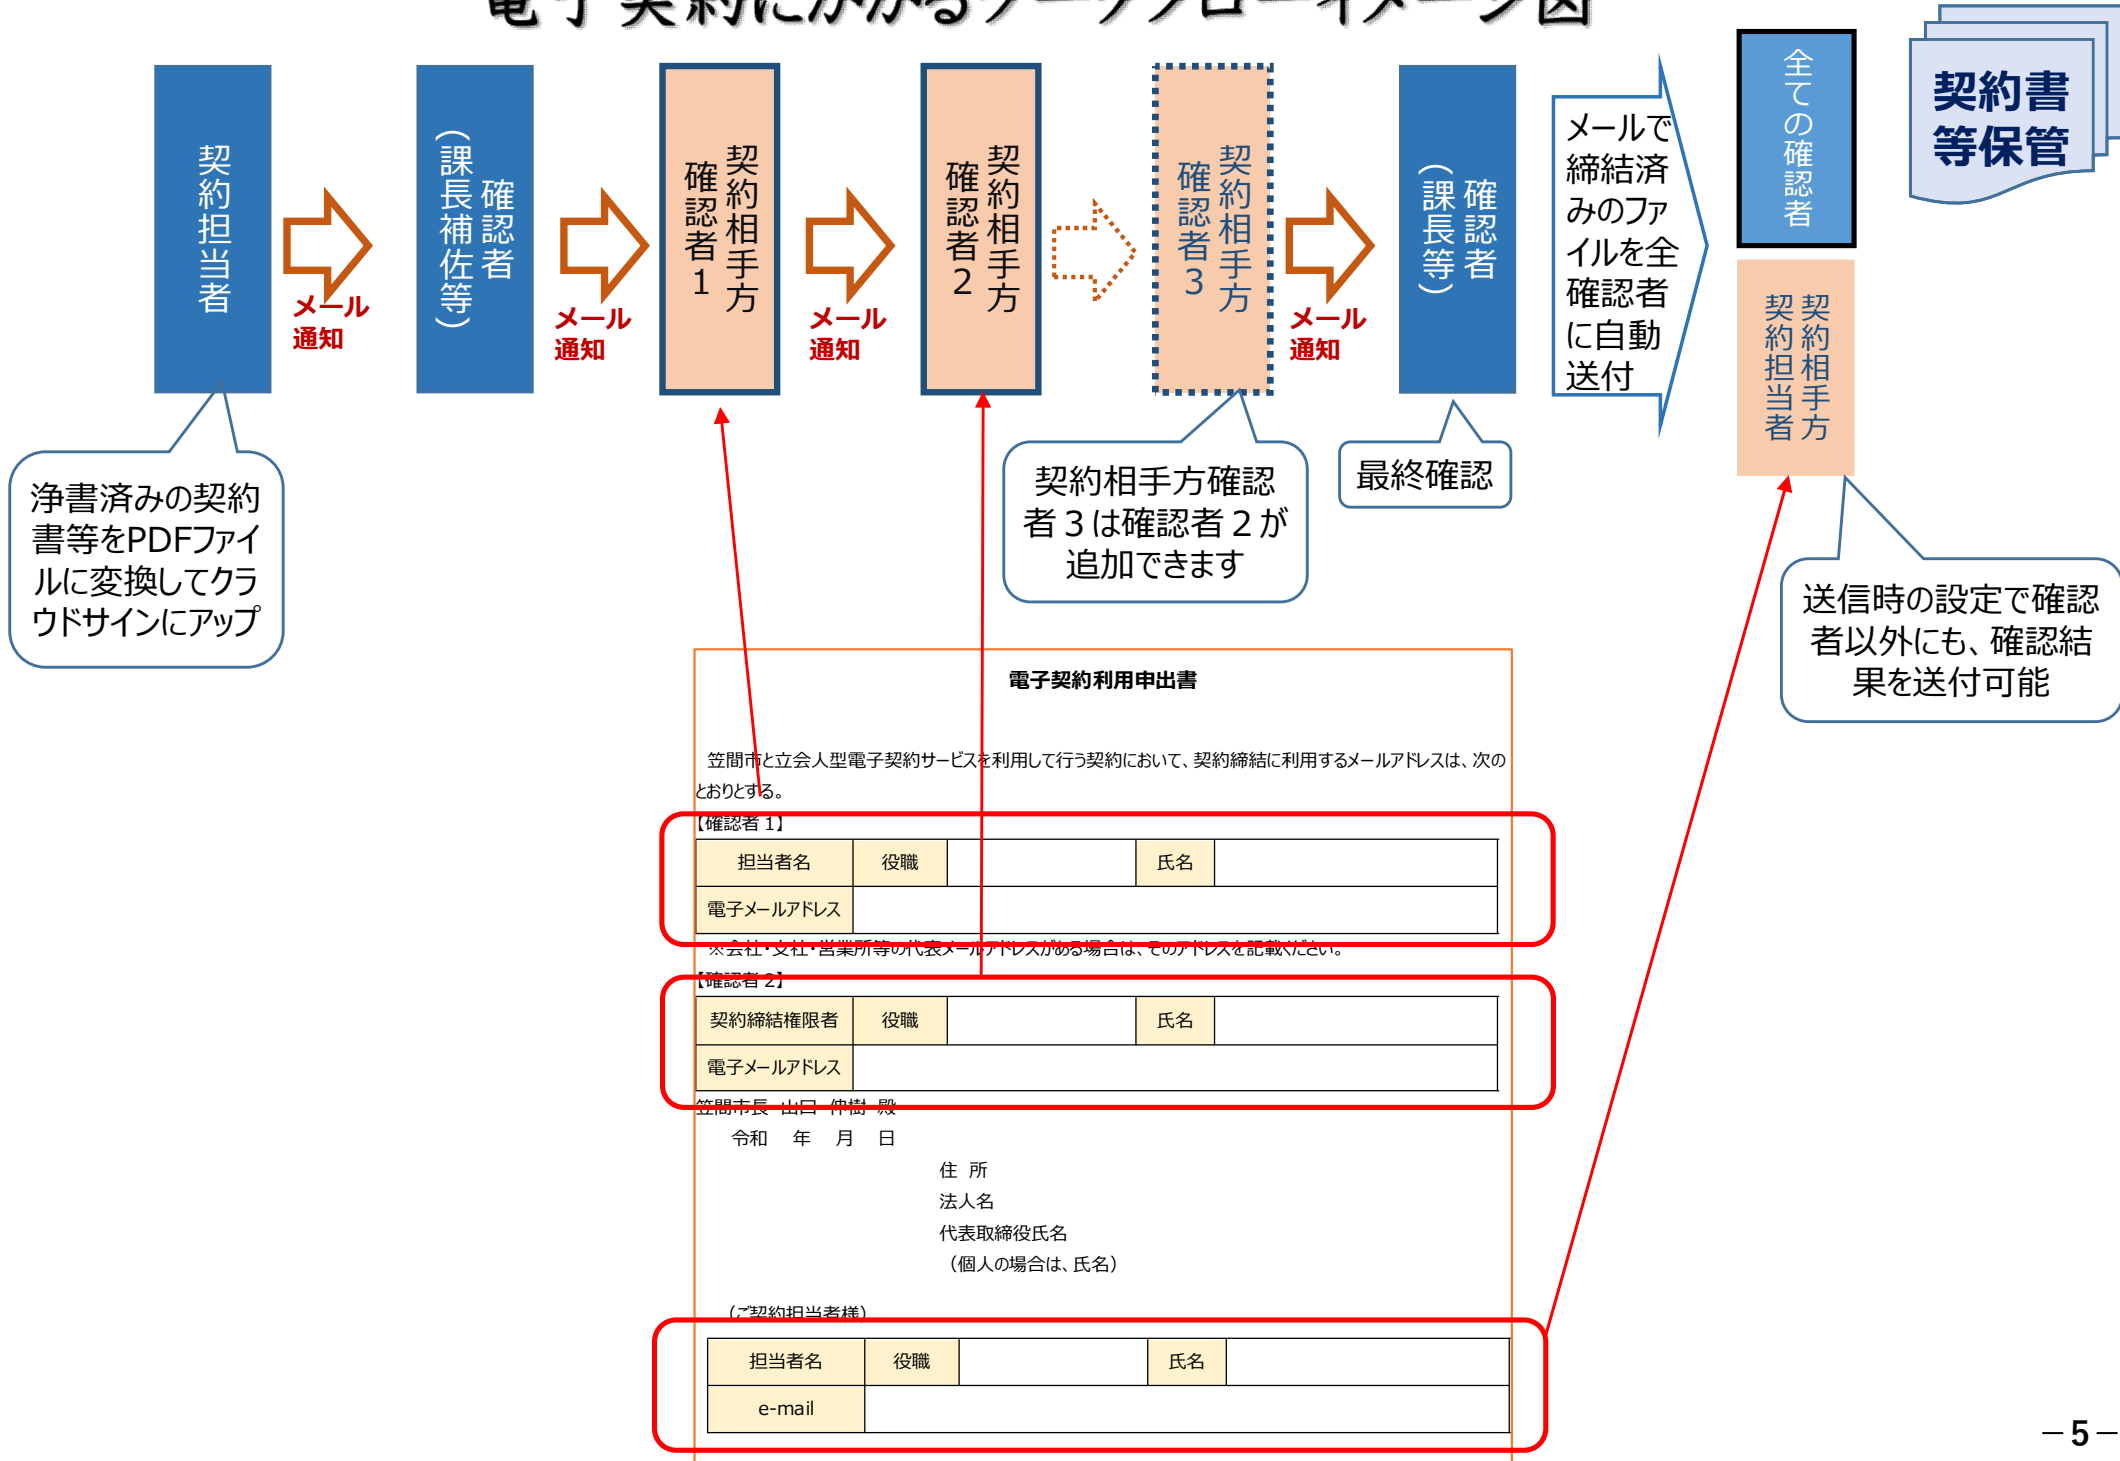 電子契約にかかるワークフローイメージ図
契約担当者
メール
通知
確認者
（課長補佐等）
メール
通知
契約相手方
確認者１
メール
通知
契約相手方
確認者２
契約相手方
確認者３
メール
通知
確認者
（課長等）
メールで
締結済
みのファ
イルを全
確認者
に自動
送付
全ての確認者
契約相手方
契約担当者
契約書
等保管
浄書済みの契約
書等をPDFファイ
ルに変換してクラ
ウドサインにアップ
契約相手方確認
者３は確認者２が
追加できます
最終確認
送信時の設定で確認
者以外にも、確認結
果を送付可能
電子契約利用申出書
笠間市と立会人型電子契約サービスを利用して行う契約において、契約締結に利用するメールアドレスは、次の
とおりとする。
【確認者１】
担当者名 役職 氏名
電子メールアドレス
※会社・支社・営業所等の代表メールアドレスがある場合は、そのアドレスを記載ください。
【確認者２】
契約締結権限者 役職 氏名
電子メールアドレス
笠間市長 山口 伸樹 殿
令和 年 月 日
住 所
法人名
代表取締役氏名
（個人の場合は、氏名）
（ご契約担当者様）
担当者名 役職 氏名
e-mail
－5－